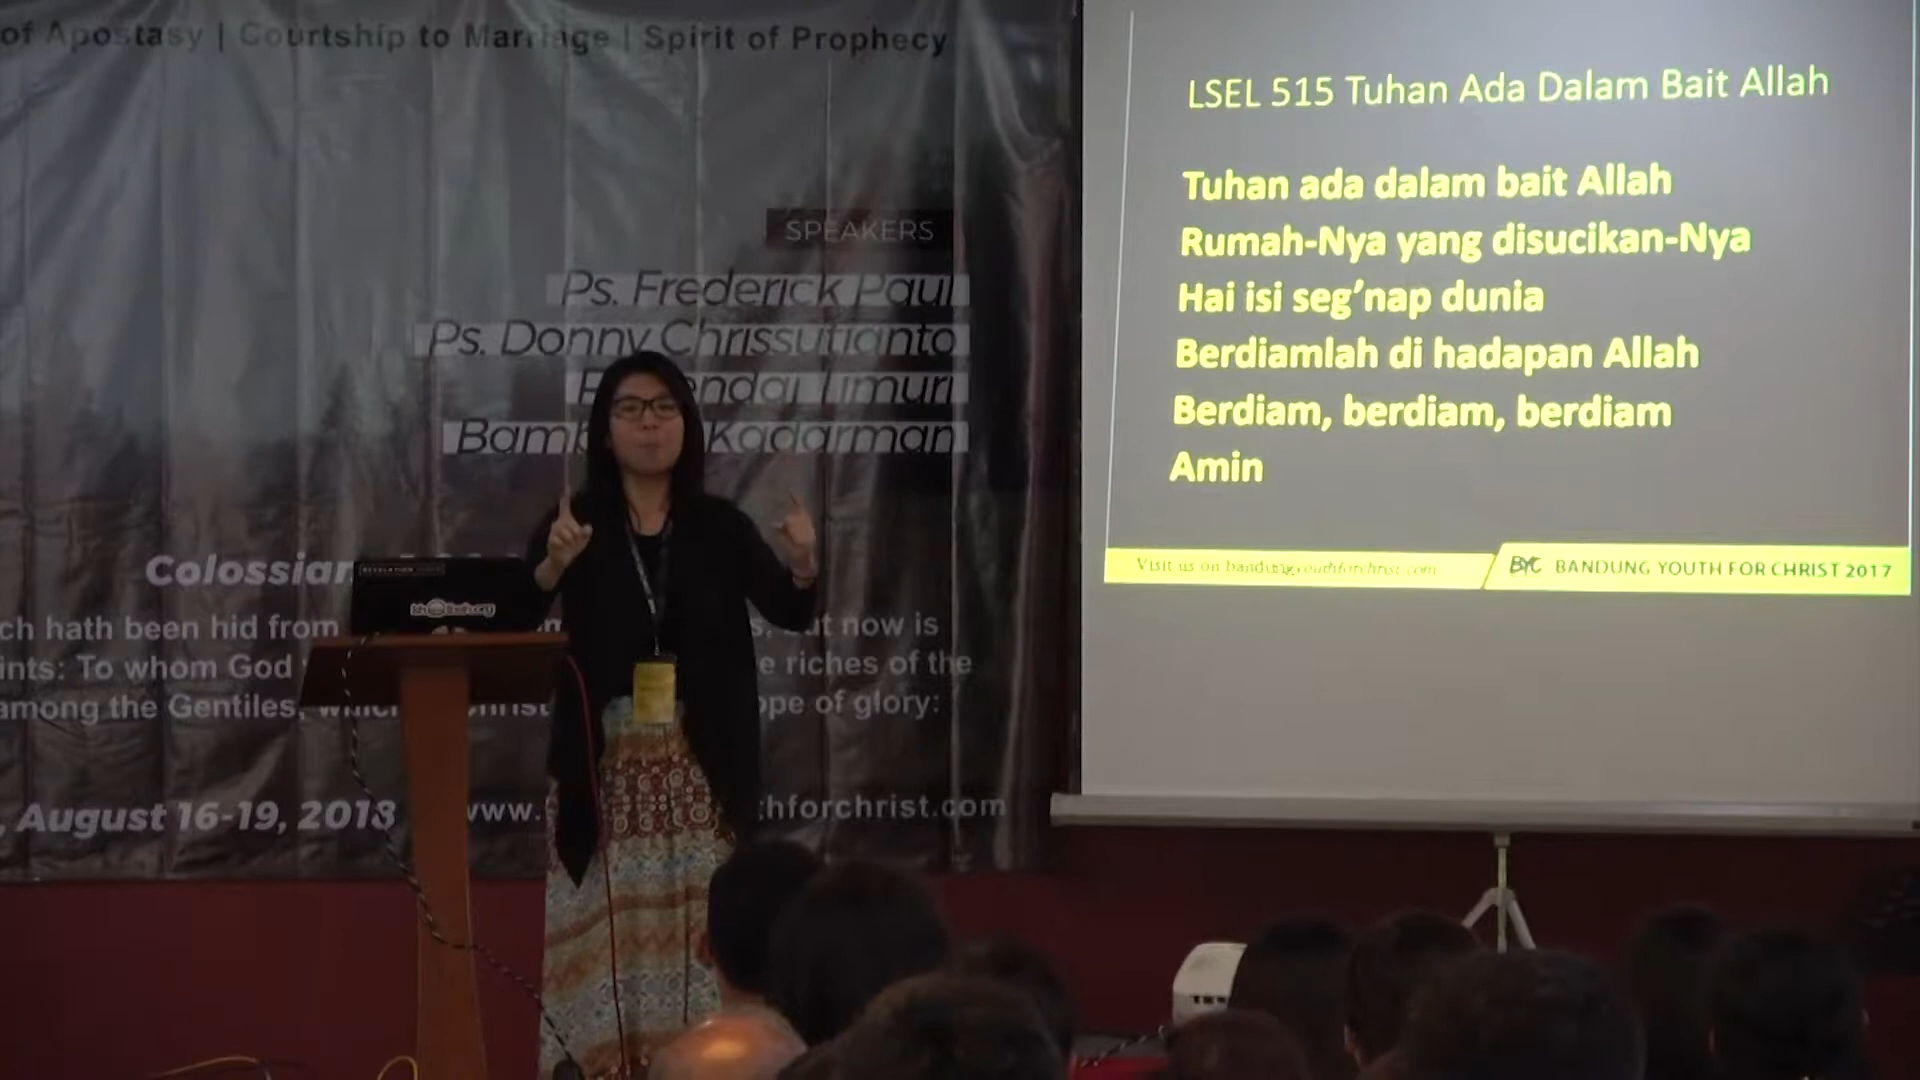 of Apostasy | Courtship to Marriage | Spirit of Prophecy
SPEAKERS
Ps. Frederick Paul
Ps. Donny Chrissutianto
Timuri
Kadarman
ch hath been hid from
but now is
ints: To whom God
riches of the
among the Gentiles,
of glory:
, August 16-19, 2018
www.
thforchrist.com
LSEL 515 Tuhan Ada Dalam Bait Allah
Tuhan ada dalam bait Allah
Rumah-Nya yang disucikan-Nya
Hai isi seg’nap dunia
Berdiamlah di hadapan Allah
Berdiam, berdiam, berdiam
Amin
Visit us on bandungyouthforchrist.com
BYC BANDUNG YOUTH FOR CHRIST 2017